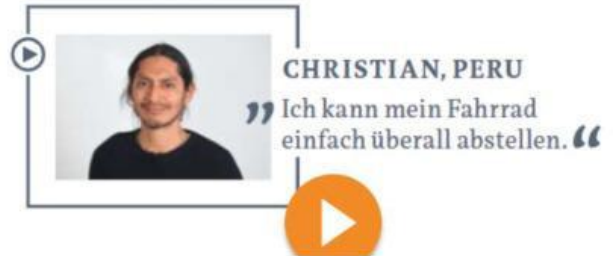 CHRISTIAN, PERU
„ Ich kann mein Fahrrad
einfach überall abstellen. “